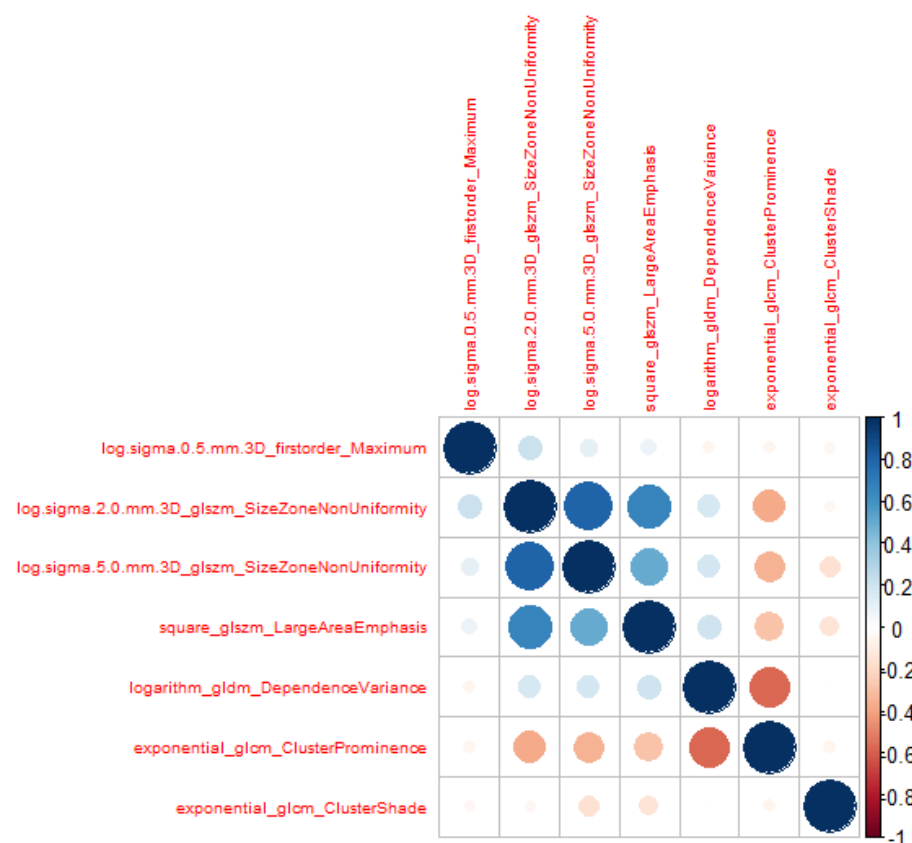 log.sigma.0.5.mm.3D_firstorder_Maximum
log.sigma.2.0.mm.3D_glszm_SizeZoneNonUniformity
log.sigma.5.0.mm.3D_glszm_SizeZoneNonUniformity
square_glszm_LargeAreaEmphasis
logarithm_gldm_DependenceVariance
exponential_glcm_ClusterProminence
exponential_glcm_ClusterShade
log.sigma.0.5.mm.3D_firstorder_Maximum
log.sigma.2.0.mm.3D_glszm_SizeZoneNonUniformity
log.sigma.5.0.mm.3D_glszm_SizeZoneNonUniformity
square_glszm_LargeAreaEmphasis
logarithm_gldm_DependenceVariance
exponential_glcm_ClusterProminence
exponential_glcm_ClusterShade
1
0.8
0.6
0.4
0.2
0
-0.2
-0.4
-0.6
-0.8
-1